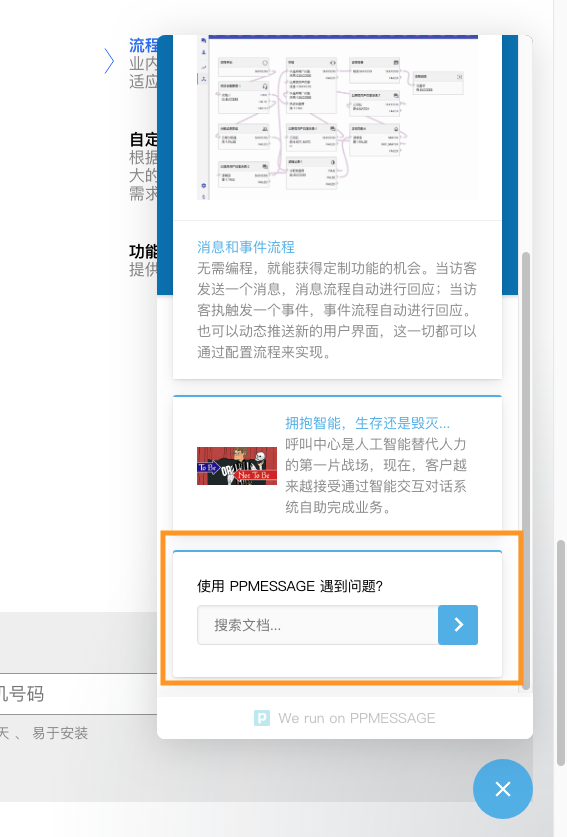 流程
业内
适应
自定
根据
大的
需求
功能
提供
消息和事件流程
无需编程，就能获得定制功能的机会。当访客
发送一个消息，消息流程自动进行回应；当访
客执触发一个事件，事件流程自动进行回应。
也可以动态推送新的用户界面，这一切都可以
通过配置流程来实现。
拥抱智能，生存还是毁灭...
呼叫中心是人工智能替代人力
的第一片战场，现在，客户越
来越接受通过智能交互对话系
统自助完成业务。
To Be
OR
Not To Be
使用 PPMESSAGE 遇到问题?
搜索文档...
机号码
天 、 易于安装
P We run on PPMESSAGE